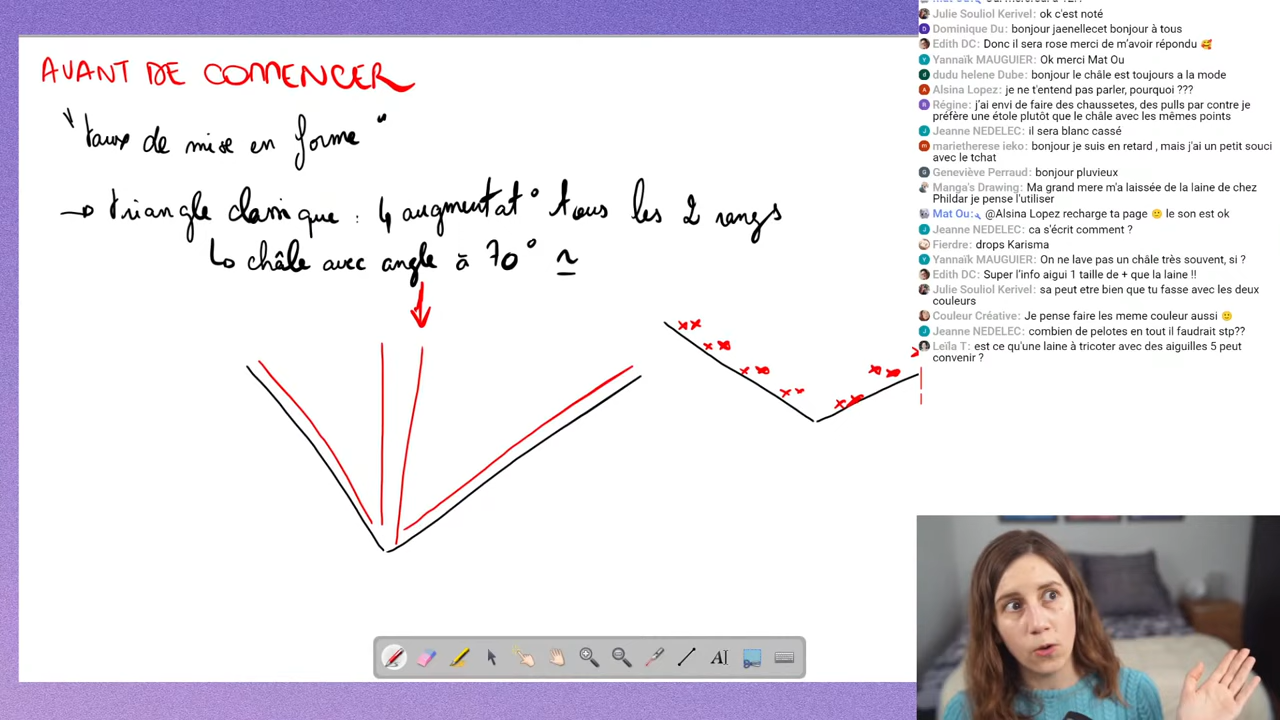 AVANT DE COMENCER
"taux de mise en forme"
→ triangle classique : 4 augmentat° tous les 2 rangs
↳ châle avec angle à 70° ~
Julie Souliol Kerivel: ok c'est noté
Dominique Du: bonjour jaenellecet bonjour à tous
Edith DC: Donc il sera rose merci de m'avoir répondu 🥰
Yannaïk MAUGUIER: Ok merci Mat Ou
dudu helene Dube: bonjour le châle est toujours a la mode
Alsina Lopez: je ne t'entend pas parler, pourquoi ???
Régine: j'ai envi de faire des chaussetes, des pulls par contre je
préfère une étole plutôt que le châle avec les mêmes points
Jeanne NEDELEC: il sera blanc cassé
marietherese ieko: bonjour je suis en retard , mais j'ai un petit souci
avec le tchat
Geneviève Perraud: bonjour pluvieux
Manga's Drawing: Ma grand mere m'a laissée de la laine de chez
Phildar je pense l'utiliser
Mat Ou: @Alsina Lopez recharge ta page 🙂 le son est ok
Jeanne NEDELEC: ca s'écrit comment ?
Fierdre: drops Karisma
Yannaïk MAUGUIER: On ne lave pas un châle très souvent, si ?
Edith DC: Super l'info aigui 1 taille de + que la laine !!
Julie Souliol Kerivel: sa peut etre bien que tu fasse avec les deux
couleurs
Couleur Créative: Je pense faire les meme couleur aussi 🙂
Jeanne NEDELEC: combien de pelotes en tout il faudrait stp??
Leïla T: est ce qu'une laine à tricoter avec des aiguilles 5 peut
convenir ?
AI